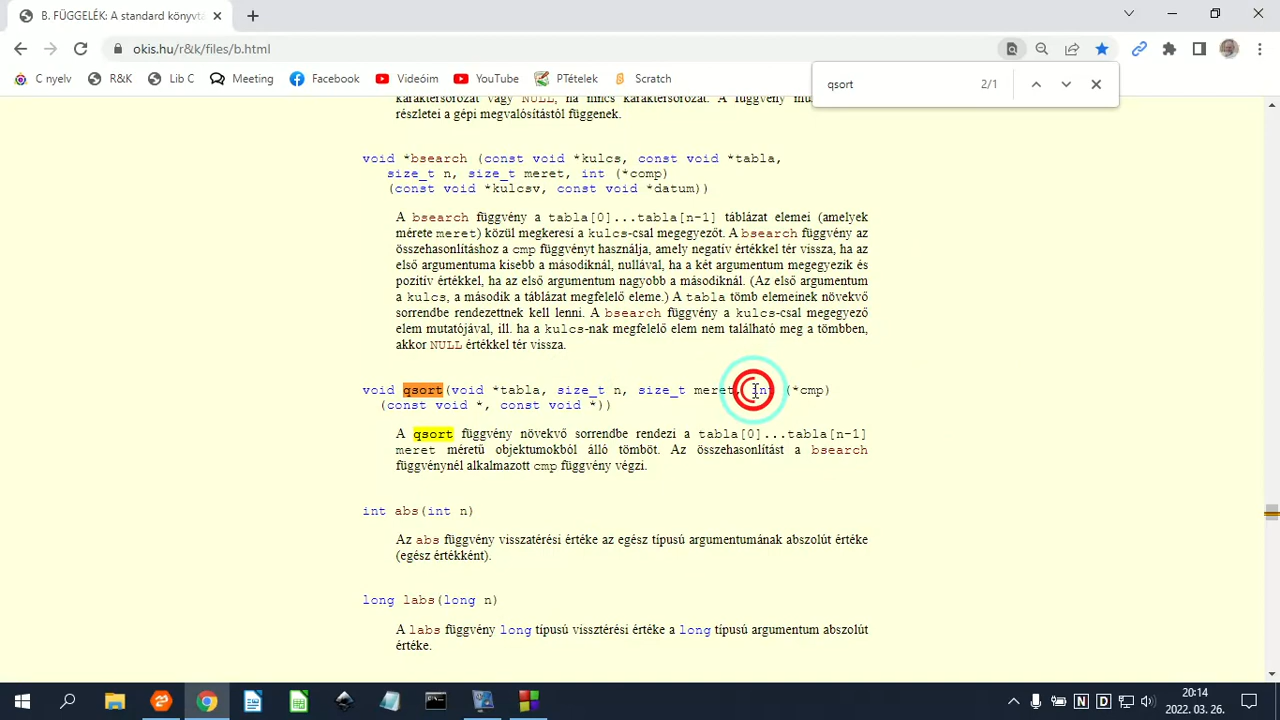 B. FÜGGELÉK: A standard könyvtá
okis.hu/r&k/files/b.html
C nyelv R&K Lib C Meeting Facebook Videóim YouTube PTételek Scratch
qsort 2/1
karaktersorozat vagy NULL, ha nincs karaktersorozat. A függvény
részletei a gépi megvalósítástól függenek.
void *bsearch (const void *kulcs, const void *tabla,
size_t n, size_t meret, int (*comp)
(const void *kulcsv, const void *datum))
A bsearch függvény a tabla[0]...tabla[n-1] táblázat elemei (amelyek
mérete meret) közül megkeresi a kulcs-csal megegyezőt. A bsearch függvény az
összehasonlításhoz a cmp függvényt használja, amely negatív értékkel tér vissza, ha az
első argumentuma kisebb a másodiknál, nullával, ha a két argumentum megegyezik és
pozitív értékkel, ha az első argumentum nagyobb a másodiknál. (Az első argumentum
a kulcs, a második a táblázat megfelelő eleme.) A tabla tömb elemeinek növekvő
sorrendbe rendezettnek kell lenni. A bsearch függvény a kulcs-csal megegyező
elem mutatójával, ill. ha a kulcs-nak megfelelő elem nem található meg a tömbben,
akkor NULL értékkel tér vissza.
void qsort(void *tabla, size_t n, size_t meret, int (*cmp)
(const void *, const void *))
A qsort függvény növekvő sorrendbe rendezi a tabla[0]...tabla[n-1]
meret méretű objektumokból álló tömböt. Az összehasonlítást a bsearch
függvénynél alkalmazott cmp függvény végzi.
int abs(int n)
Az abs függvény visszatérési értéke az egész típusú argumentumának abszolút értéke
(egész értékként).
long labs(long n)
A labs függvény long típusú vissztérési értéke a long típusú argumentum abszolút
értéke.
20:14
2022. 03. 26.